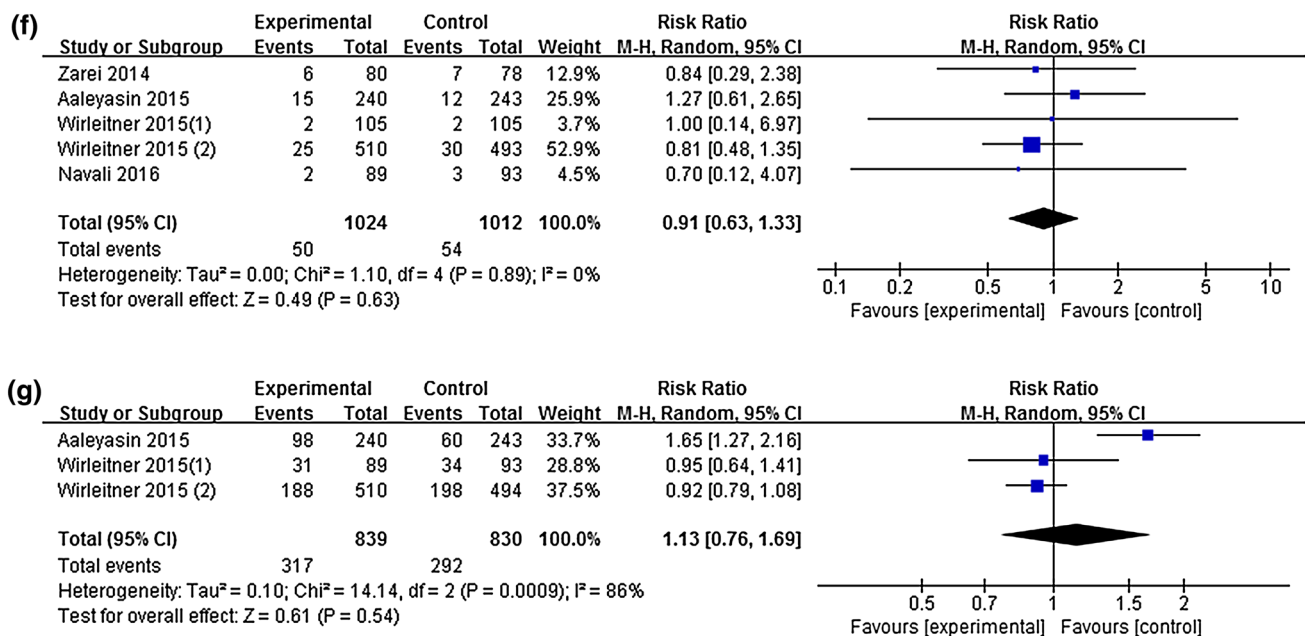 (f)
Experimental Control Risk Ratio Risk Ratio
Study or Subgroup Events Total Events Total Weight M-H, Random, 95% CI M-H, Random, 95% CI
Zarei 2014 6 80 7 78 12.9% 0.84 [0.29, 2.38]
Aaleyasin 2015 15 240 12 243 25.9% 1.27 [0.61, 2.65]
Wirleitner 2015(1) 2 105 2 105 3.7% 1.00 [0.14, 6.97]
Wirleitner 2015 (2) 25 510 30 493 52.9% 0.81 [0.48, 1.35]
Navali 2016 2 89 3 93 4.5% 0.70 [0.12, 4.07]
Total (95% CI) 1024 1012 100.0% 0.91 [0.63, 1.33]
Total events 50 54
Heterogeneity: Tau² = 0.00; Chi² = 1.10, df = 4 (P = 0.89); I² = 0%
Test for overall effect: Z = 0.49 (P = 0.63)
0.1 0.2 0.5 1 2 5 10
Favours [experimental] Favours [control]
(g)
Experimental Control Risk Ratio Risk Ratio
Study or Subgroup Events Total Events Total Weight M-H, Random, 95% CI M-H, Random, 95% CI
Aaleyasin 2015 98 240 60 243 33.7% 1.65 [1.27, 2.16]
Wirleitner 2015(1) 31 89 34 93 28.8% 0.95 [0.64, 1.41]
Wirleitner 2015 (2) 188 510 198 494 37.5% 0.92 [0.79, 1.08]
Total (95% CI) 839 830 100.0% 1.13 [0.76, 1.69]
Total events 317 292
Heterogeneity: Tau² = 0.10; Chi² = 14.14, df = 2 (P = 0.0009); I² = 86%
Test for overall effect: Z = 0.61 (P = 0.54)
0.5 0.7 1 1.5 2
Favours [experimental] Favours [control]